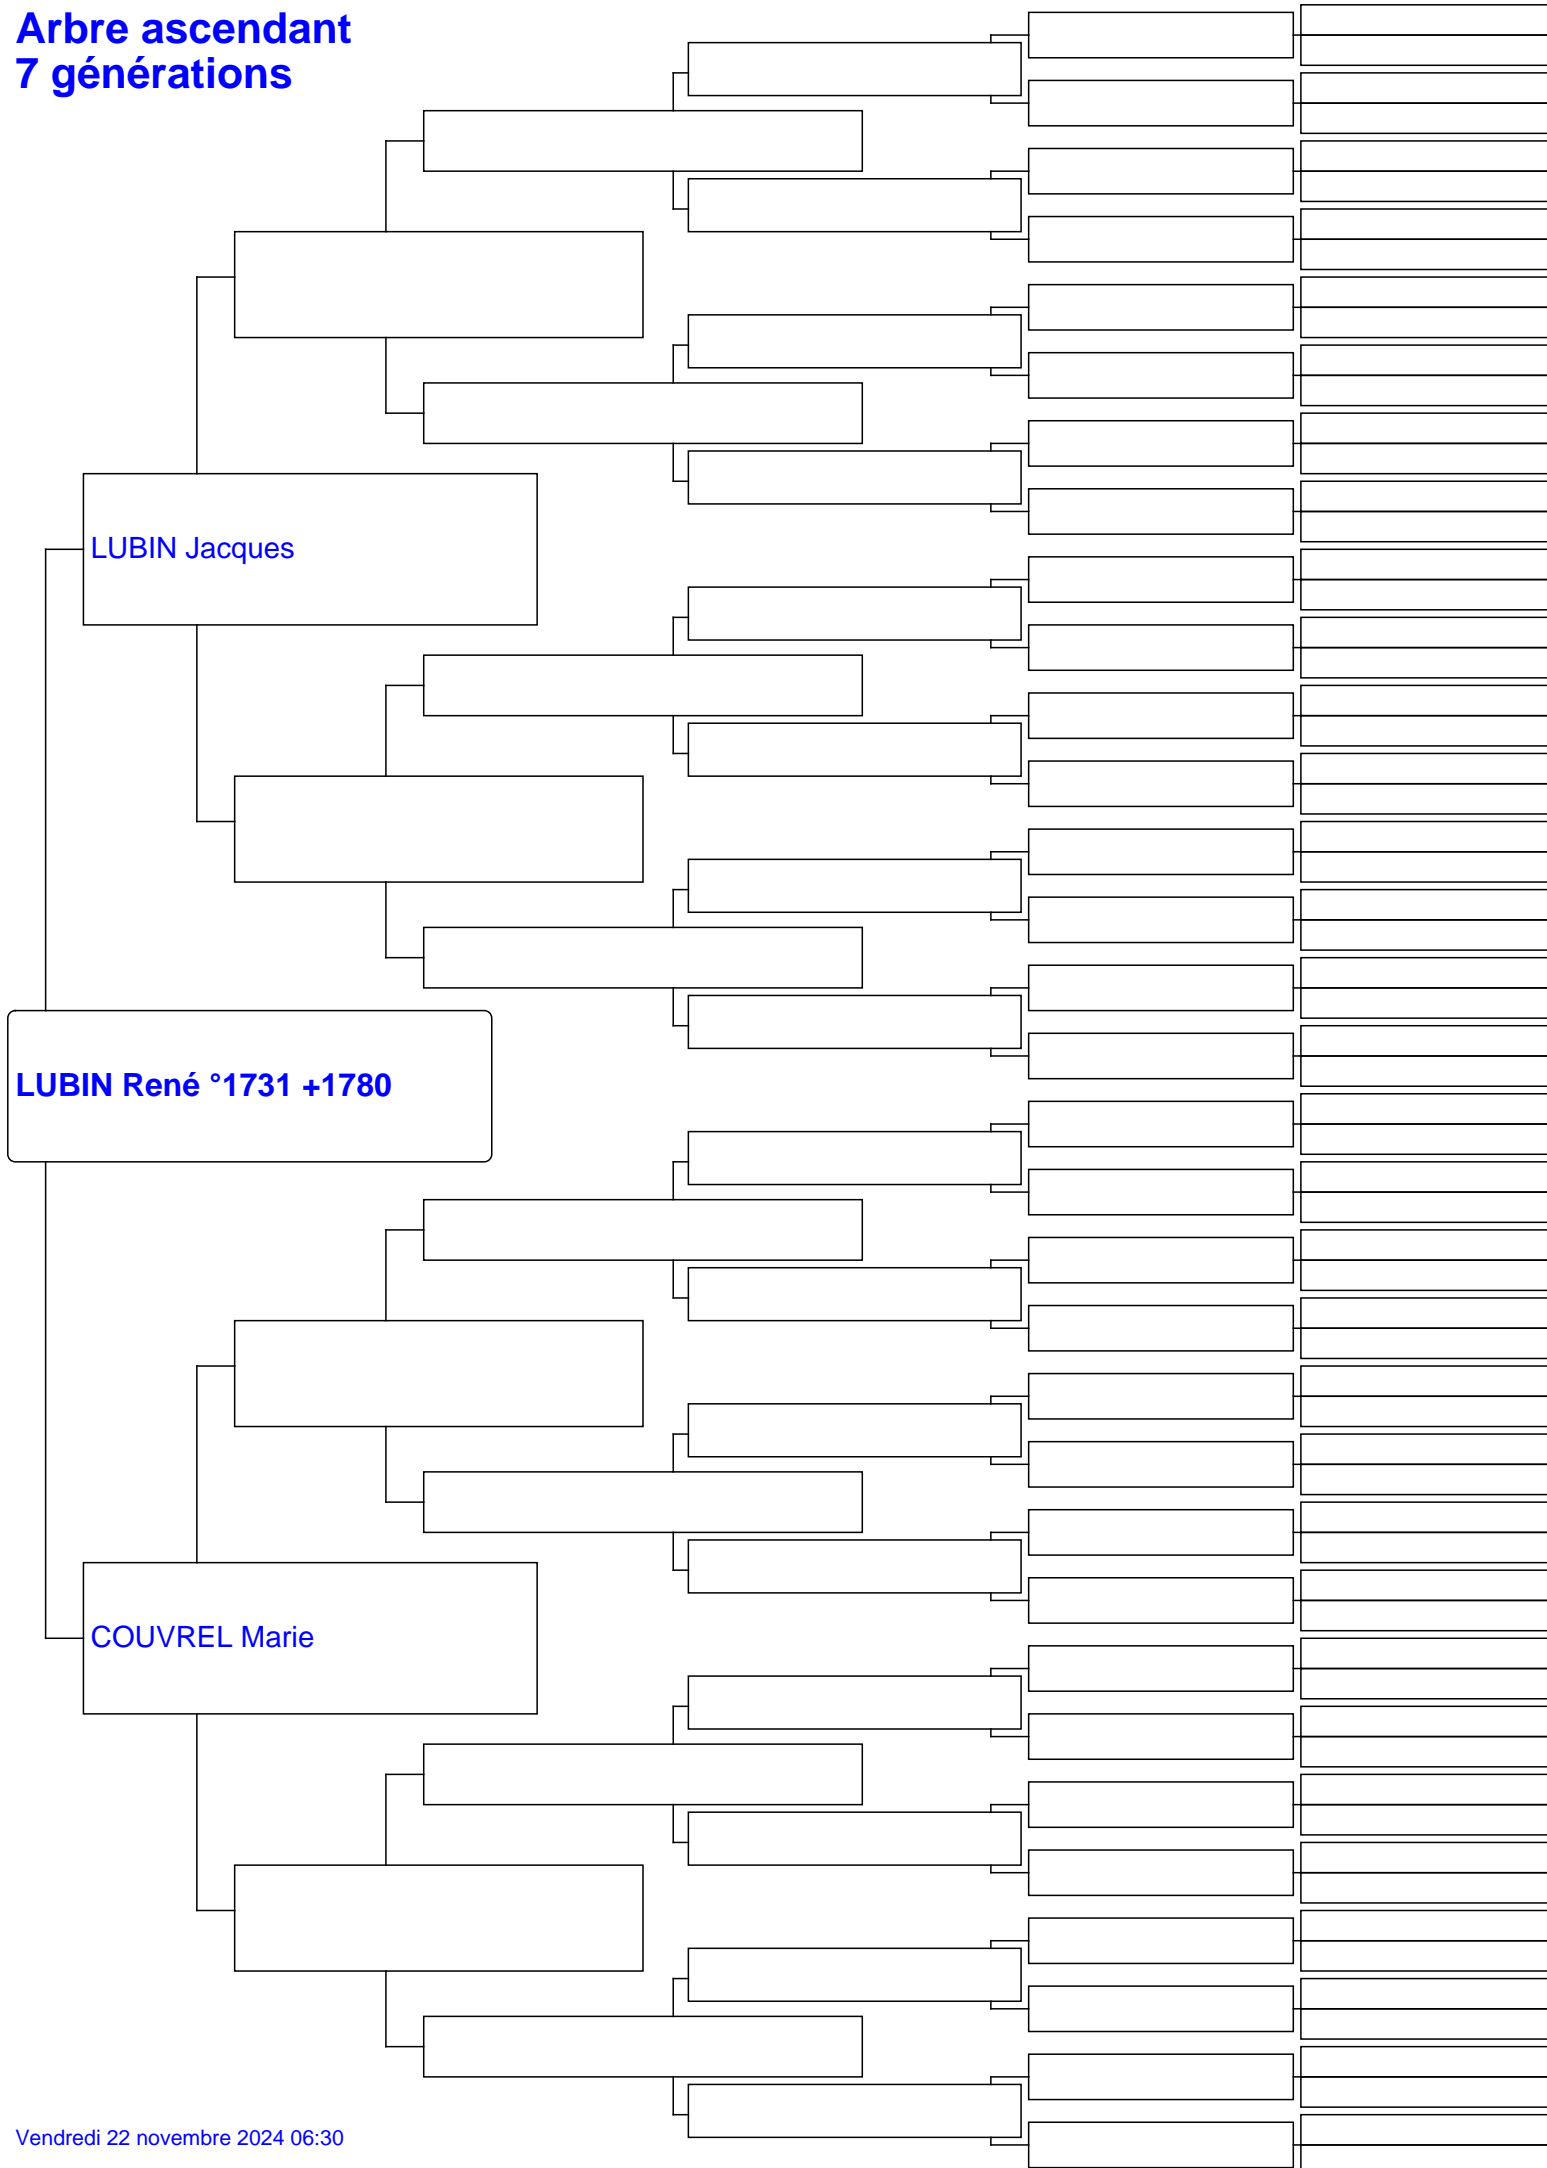 Arbre ascendant
7 générations
LUBIN Jacques
LUBIN René °1731 +1780
COUVREL Marie
Vendredi 22 novembre 2024 06:30